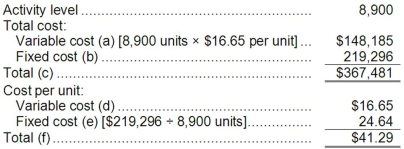 Activity level ........................................................ 8,900
Total cost:
Variable cost (a) [8,900 units × $16.65 per unit] ... $148,185
Fixed cost (b) .................................................... 219,296
Total (c) .............................................................. $367,481
Cost per unit:
Variable cost (d) ................................................ $16.65
Fixed cost (e) [$219,296 ÷ 8,900 units]................ 24.64
Total (f)............................................................... $41.29